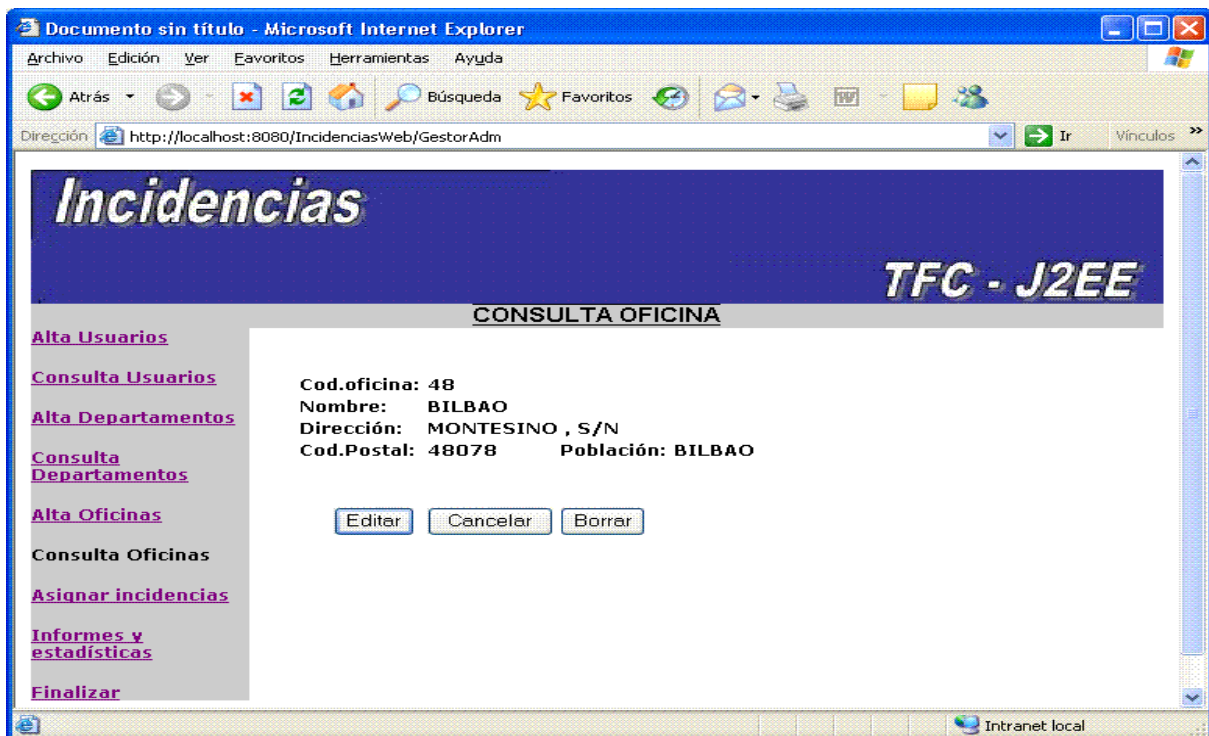 Documento sin título - Microsoft Internet Explorer
Archivo Edición Ver Favoritos Herramientas Ayuda
Atrás Búsqueda Favoritos
Dirección http://localhost:8080/IncidenciasWeb/GestorAdm Ir Vínculos »
Incidencias
TFC - J2EE
CONSULTA OFICINA
Alta Usuarios
Consulta Usuarios
Alta Departamentos
Consulta
Departamentos
Alta Oficinas
Consulta Oficinas
Asignar incidencias
Informes y
estadísticas
Finalizar
Cod.oficina: 48
Nombre: BILBAO
Dirección: MONTESINO , S/N
Cod.Postal: 48078 Población: BILBAO
Editar Cancelar Borrar
Intranet local